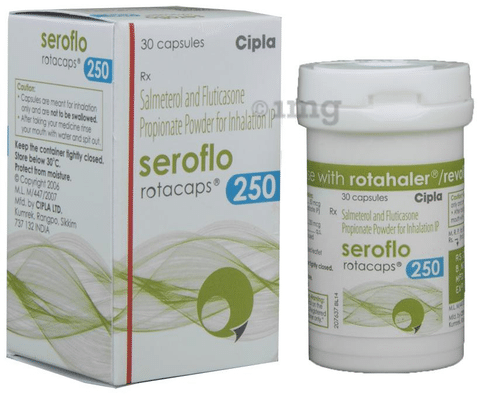 seroflo
rotacaps® 250
Caution:
• Capsules are meant for inhalation
only and are not to be swallowed.
• After taking your medicine rinse
your mouth with water and spit out.
Keep the container tightly closed.
Store below 30°C.
Protect from moisture.
© Copyright 2006
M.L. M/447/2007
Mfd. by CIPLA LTD.
Kumrek, Rangpo, Sikkim
737 132 INDIA
30 capsules Cipla
Rx
Salmeterol and Fluticasone
Propionate Powder for Inhalation IP
seroflo
rotacaps® 250
1mg
with rotahaler®/revo
30 capsules Cipla
Rx
Salmeterol and Fluticasone
Propionate Powder for Inhalation IP
seroflo
rotacaps® 250